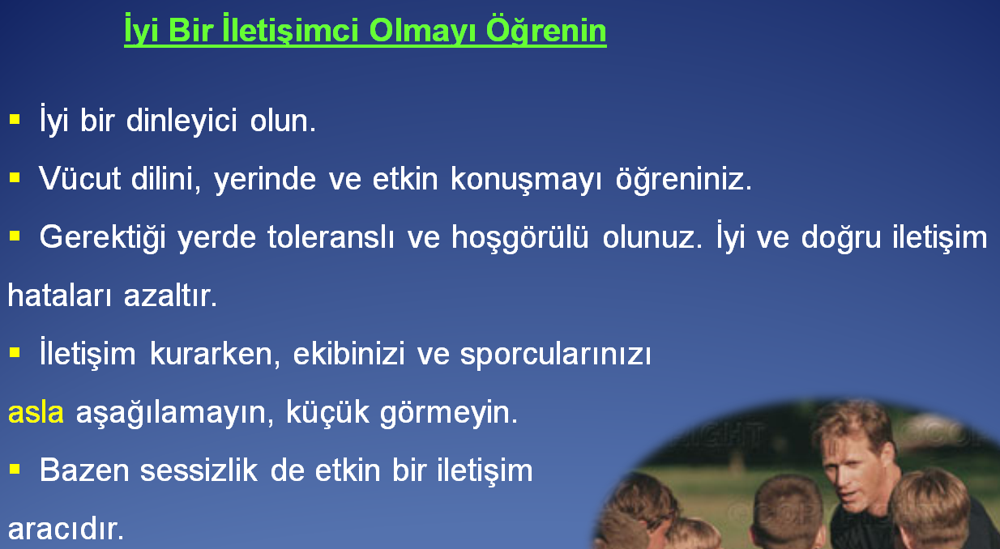 İyi Bir İletişimci Olmayı Öğrenin
▪ İyi bir dinleyici olun.
▪ Vücut dilini, yerinde ve etkin konuşmayı öğreniniz.
▪ Gerektiği yerde toleranslı ve hoşgörülü olunuz. İyi ve doğru iletişim
hataları azaltır.
▪ İletişim kurarken, ekibinizi ve sporcularınızı
asla aşağılamayın, küçük görmeyin.
▪ Bazen sessizlik de etkin bir iletişim
aracıdır.